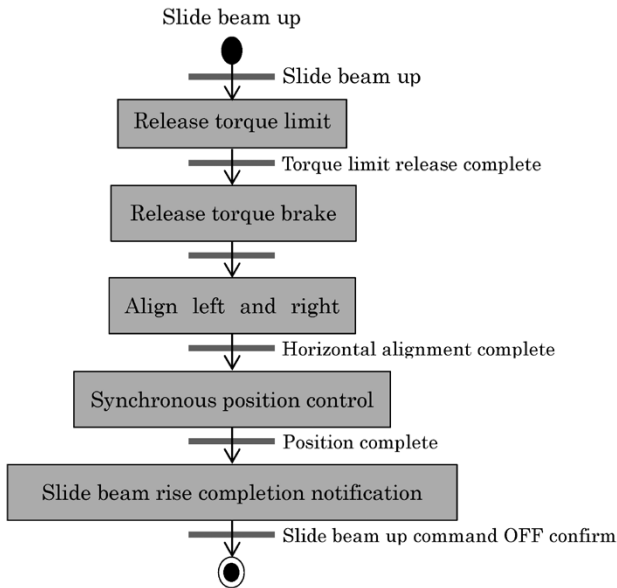 Slide beam up
Slide beam up
Release torque limit
Torque limit release complete
Release torque brake
Align left and right
Horizontal alignment complete
Synchronous position control
Position complete
Slide beam rise completion notification
Slide beam up command OFF confirm